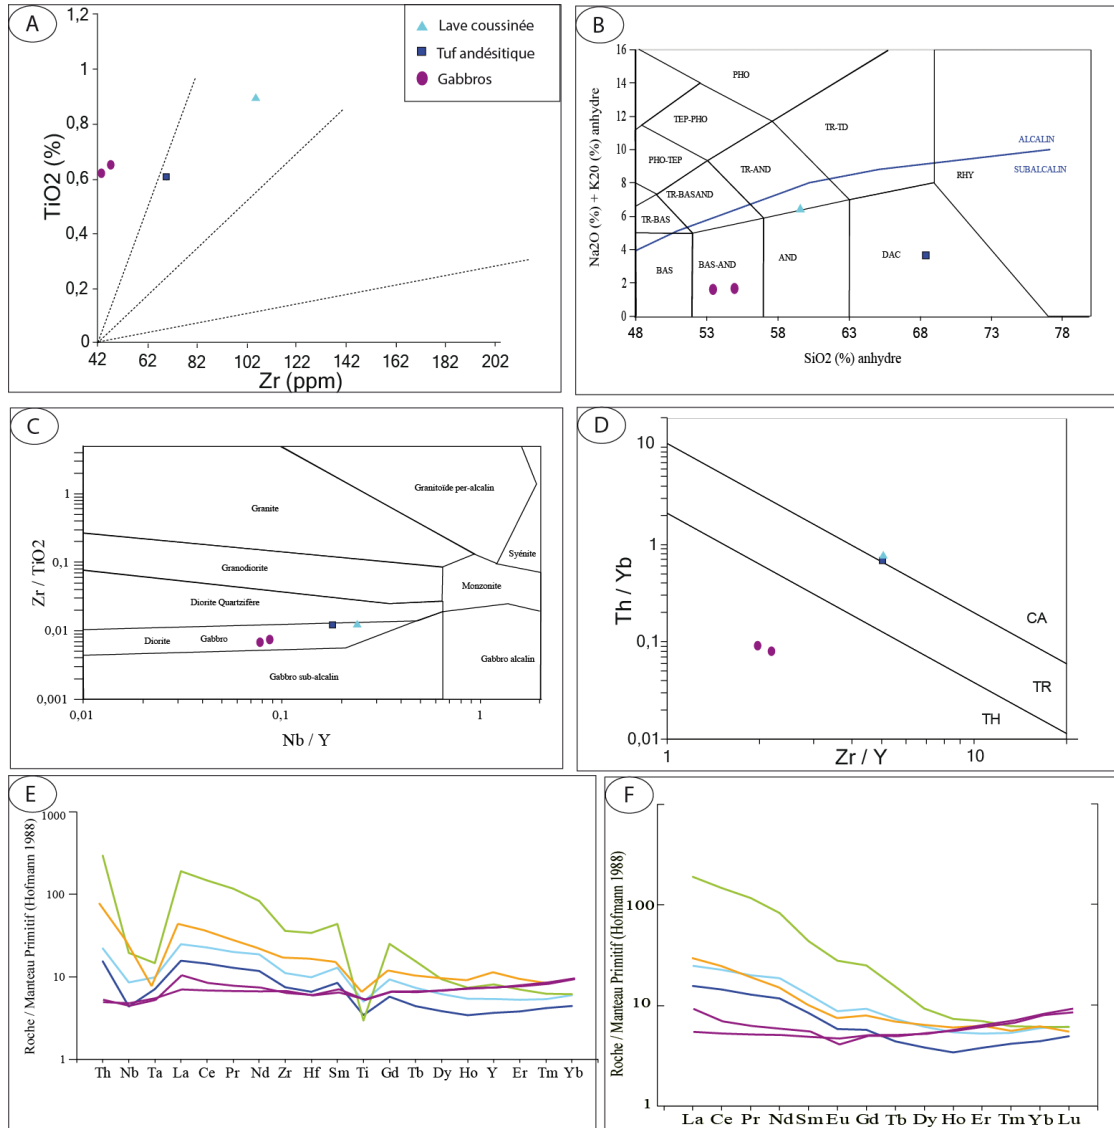 A
TiO2 (%)
1,2
1
0,8
0,6
0,4
0,2
0
42 62 82 102 122 142 162 182 202
Zr (ppm)
Lave coussinée
Tuf andésitique
Gabbros
B
Na2O (%) + K20 (%) anhydre
16
14
12
10
8
6
4
2
0
48 53 58 63 68 73 78
SiO2 (%) anhydre
PHO
TEP-PHO
TR-TD
ALCALIN
PHO-TEP
TR-AND
SUBALCALIN
RHY
TR-BASAND
TR-BAS
BAS
BAS-AND
AND
DAC
C
Zr / TiO2
1
0,1
0,01
0,001
0,01 0,1 1
Nb / Y
Granitoïde per-alcalin
Granite
Syénite
Granodiorite
Monzonite
Diorite Quartzifère
Diorite
Gabbro
Gabbro alcalin
Gabbro sub-alcalin
D
Th / Yb
10
1
0,1
0,01
1 10
Zr / Y
CA
TR
TH
E
Roche / Manteau Primitif (Hofmann 1988)
1000
100
10
1
Th Nb Ta La Ce Pr Nd Zr Hf Sm Ti Gd Tb Dy Ho Y Er Tm Yb
F
Roche / Manteau Primitif (Hofmann 1988)
100
10
1
La Ce Pr Nd Sm Eu Gd Tb Dy Ho Er Tm Yb Lu